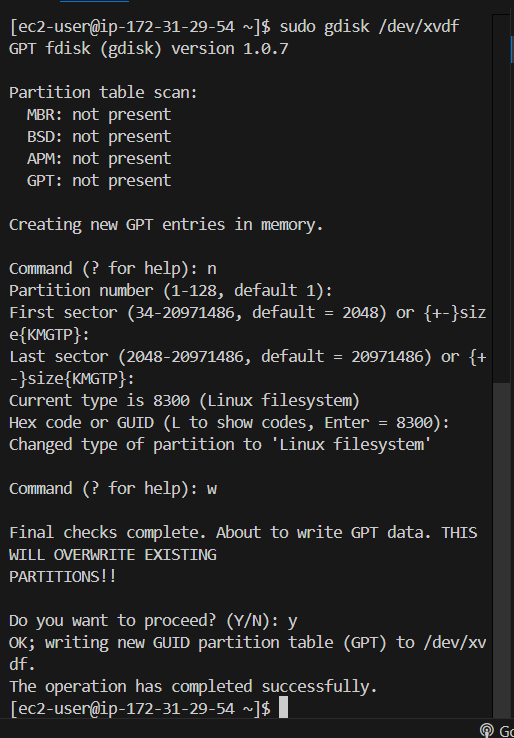 [ec2-user@ip-172-31-29-54 ~]$ sudo gdisk /dev/xvdf
GPT fdisk (gdisk) version 1.0.7
Partition table scan:
  MBR: not present
  BSD: not present
  APM: not present
  GPT: not present
Creating new GPT entries in memory.
Command (? for help): n
Partition number (1-128, default 1):
First sector (34-20971486, default = 2048) or {+-}siz
e{KMGTP}:
Last sector (2048-20971486, default = 20971486) or {+
-}size{KMGTP}:
Current type is 8300 (Linux filesystem)
Hex code or GUID (L to show codes, Enter = 8300):
Changed type of partition to 'Linux filesystem'
Command (? for help): w
Final checks complete. About to write GPT data. THIS
WILL OVERWRITE EXISTING
PARTITIONS!!
Do you want to proceed? (Y/N): y
OK; writing new GUID partition table (GPT) to /dev/xv
df.
The operation has completed successfully.
[ec2-user@ip-172-31-29-54 ~]$